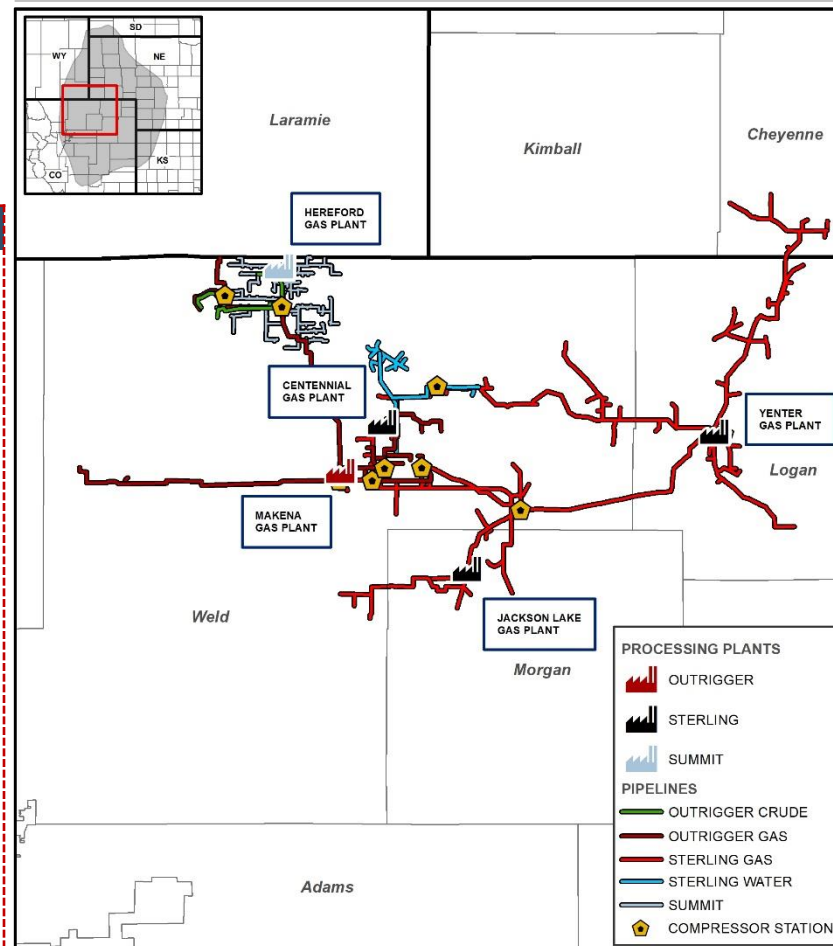 SD
WY
NE
KS
CO
Laramie
Kimball
Cheyenne
HEREFORD
GAS PLANT
CENTENNIAL
GAS PLANT
YENTER
GAS PLANT
Logan
MAKENA
GAS PLANT
Weld
JACKSON LAKE
GAS PLANT
Morgan
Adams
PROCESSING PLANTS
OUTRIGGER
STERLING
SUMMIT
PIPELINES
OUTRIGGER CRUDE
OUTRIGGER GAS
STERLING GAS
STERLING WATER
SUMMIT
COMPRESSOR STATION